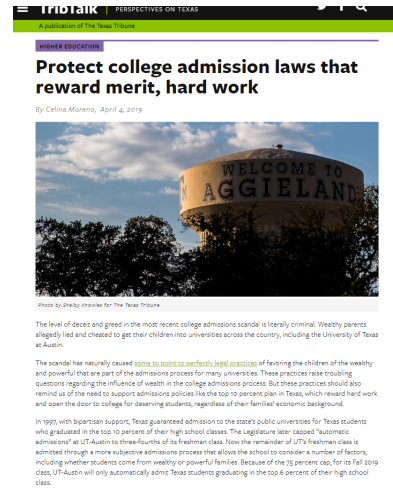 TribTalk PERSPECTIVES ON TEXAS
A publication of The Texas Tribune
HIGHER EDUCATION
Protect college admission laws that
reward merit, hard work
By Celina Moreno, April 4, 2019
WELCOME TO
AGGIELAND
Photo by Shelby Knowles for The Texas Tribune
The level of deceit and greed in the most recent college admissions scandal is literally criminal. Wealthy parents
allegedly lied and cheated to get their children into universities across the country, including the University of Texas
at Austin.
The scandal has naturally caused some to point to perfectly legal practices of favoring the children of the wealthy
and powerful that are part of the admissions process for many universities. These practices raise troubling
questions regarding the influence of wealth in the college admissions process. But these practices should also
remind us of the need to support admissions policies like the top 10 percent plan in Texas, which reward hard work
and open the door to college for deserving students, regardless of their families' economic background.
In 1997, with bipartisan support, Texas guaranteed admission to the state's public universities for Texas students
who graduated in the top 10 percent of their high school classes. The Legislature later capped "automatic
admissions" at UT-Austin to three-fourths of its freshman class. Now the remainder of UT's freshman class is
admitted through a more subjective admissions process that allows the school to consider a number of factors,
including whether students come from wealthy or powerful families. Because of the 75 percent cap, for its Fall 2019
class, UT-Austin will only automatically admit Texas students graduating in the top 6 percent of their high school
class.